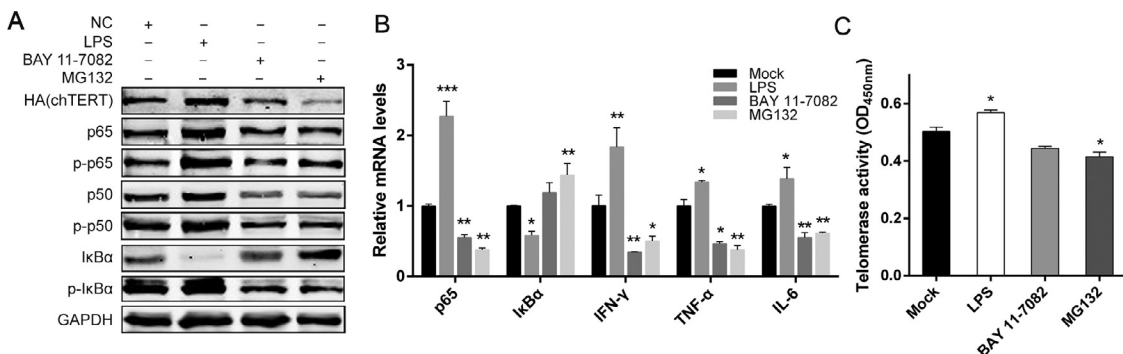 A
NC + – – –
LPS – + – –
BAY 11-7082 – – + –
MG132 – – – +
HA(chTERT)
p65
p-p65
p50
p-p50
IκBα
p-IκBα
GAPDH
B
Relative mRNA levels
3
2
1
0
Mock
LPS
BAY 11-7082
MG132
*** ** **
* **
** ** *
* * **
* ** **
p65 IκBα IFN-γ TNF-α IL-6
C
Telomerase activity (OD450nm)
0.6
0.4
0.2
0.0
*
*
Mock LPS BAY 11-7082 MG132